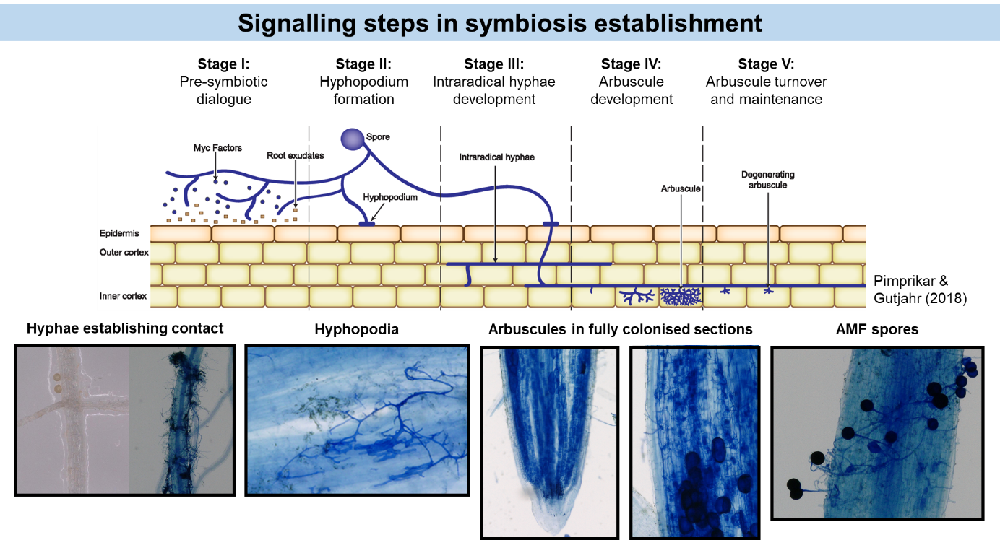 Signalling steps in symbiosis establishment
Stage I:
Pre-symbiotic
dialogue
Stage II:
Hyphopodium
formation
Stage III:
Intraradical hyphae
development
Stage IV:
Arbuscule
development
Stage V:
Arbuscule turnover
and maintenance
Spore
Myc Factors
Root exudates
Intraradical hyphae
Degenerating
arbuscule
Arbuscule
Hyphopodium
Epidermis
Outer cortex
Inner cortex
Pimprikar &
Gutjahr (2018)
Hyphae establishing contact
Hyphopodia
Arbuscules in fully colonised sections
AMF spores